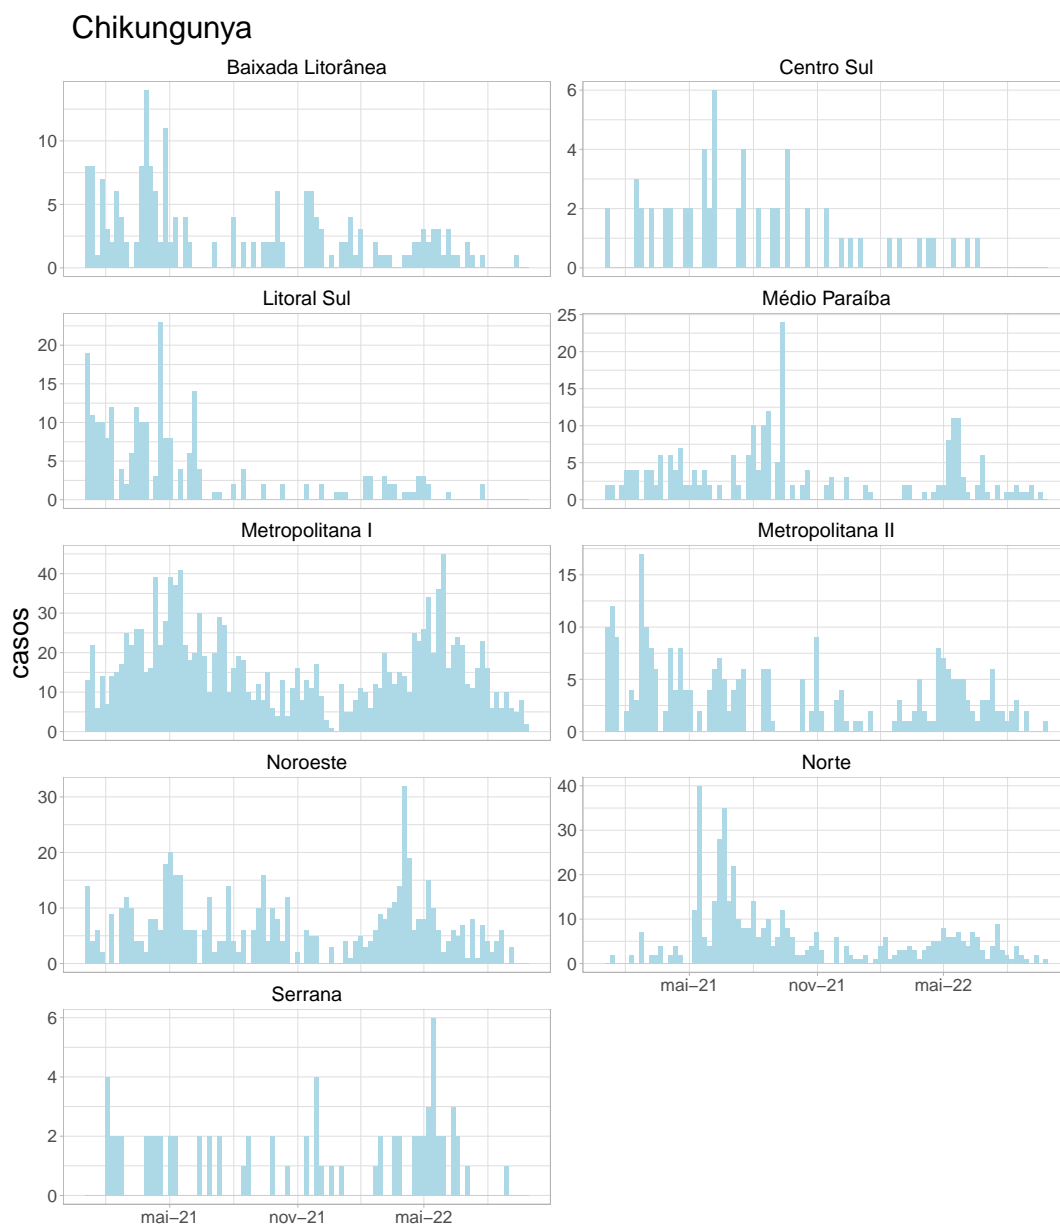 Chikungunya
Baixada Litorânea
Centro Sul
10
5
0
6
4
2
0
Litoral Sul
Médio Paraíba
20
15
10
5
0
25
20
15
10
5
0
Metropolitana I
Metropolitana II
casos
40
30
20
10
0
15
10
5
0
Noroeste
Norte
30
20
10
0
40
30
20
10
0
mai–21
nov–21
mai–22
Serrana
6
4
2
0
mai–21
nov–21
mai–22